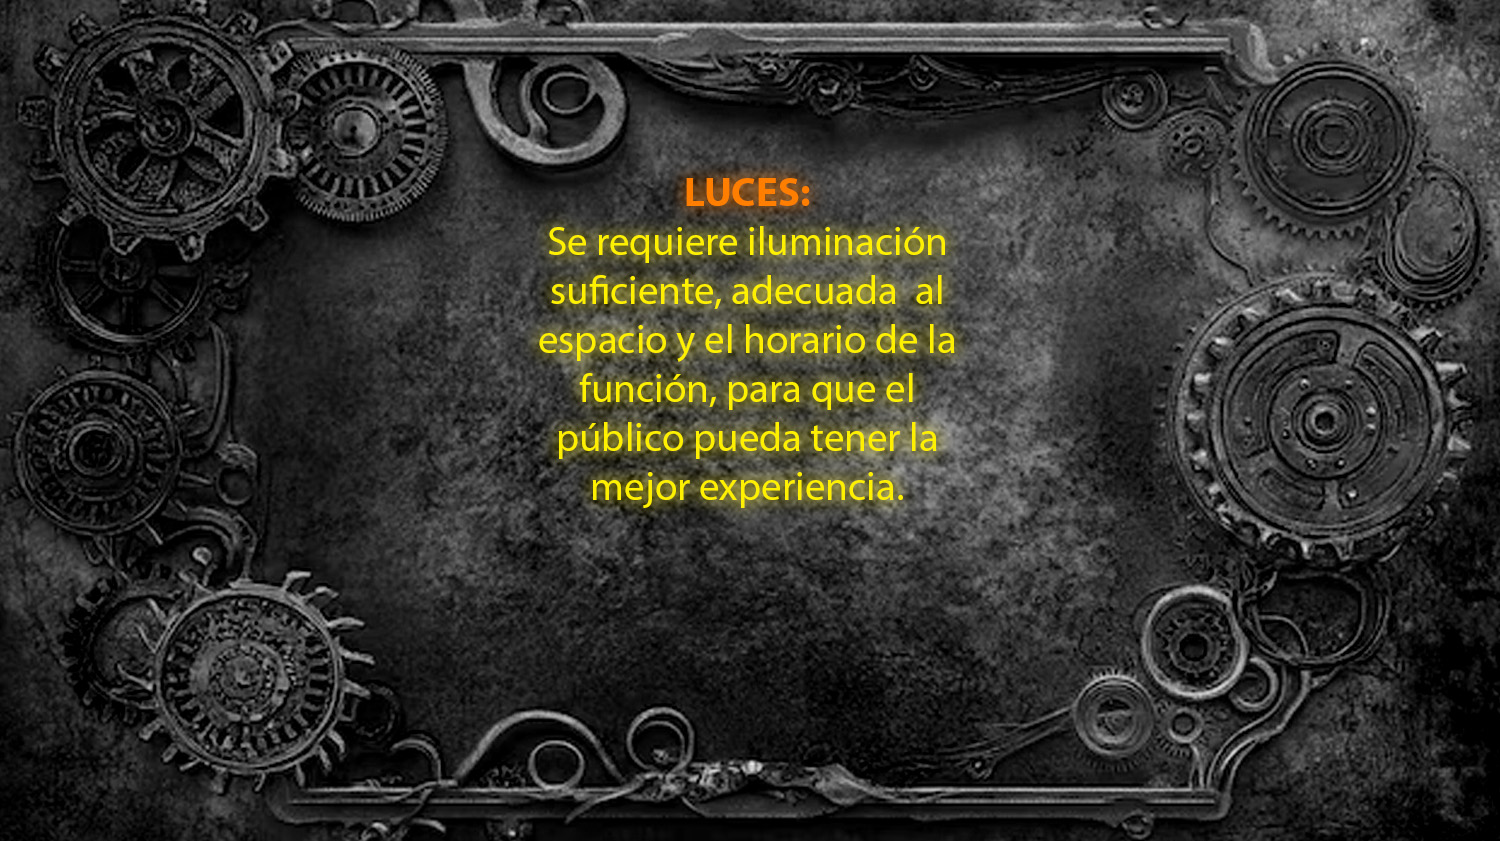 LUCES:
Se requiere iluminación
suficiente, adecuada  al
espacio y el horario de la
función, para que el
público pueda tener la
mejor experiencia.